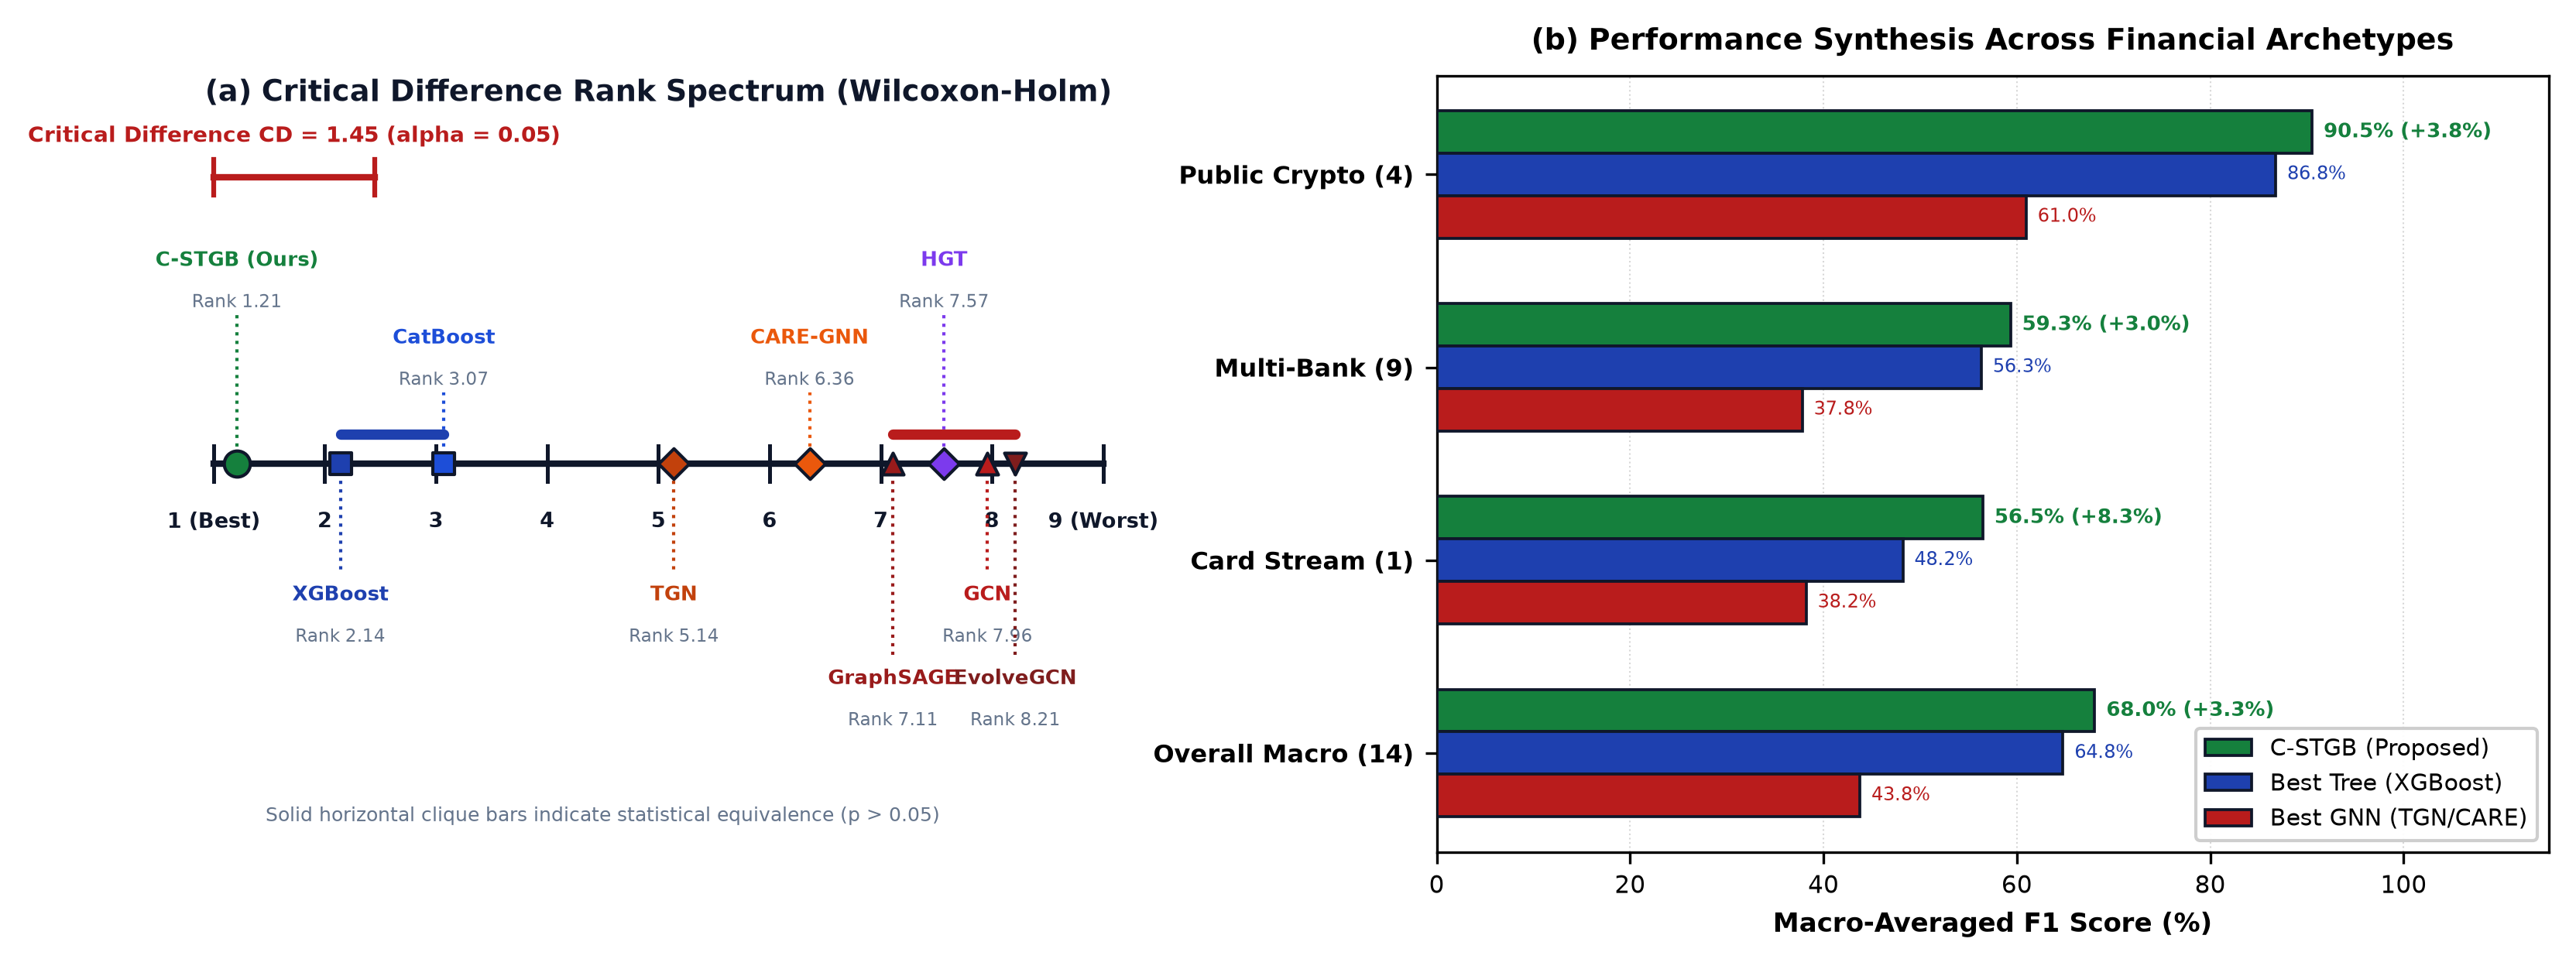 (a) Critical Difference Rank Spectrum (Wilcoxon-Holm)
Critical Difference CD = 1.45 (alpha = 0.05)
C-STGB (Ours)
Rank 1.21
HGT
Rank 7.57
CatBoost
Rank 3.07
CARE-GNN
Rank 6.36
1 (Best) 2 3 4 5 6 7 8 9 (Worst)
XGBoost
Rank 2.14
TGN
Rank 5.14
GCN
Rank 7.96
GraphSAGE
Rank 7.11
EvolveGCN
Rank 8.21
Solid horizontal clique bars indicate statistical equivalence (p > 0.05)
(b) Performance Synthesis Across Financial Archetypes
Public Crypto (4)
90.5% (+3.8%)
86.8%
61.0%
Multi-Bank (9)
59.3% (+3.0%)
56.3%
37.8%
Card Stream (1)
56.5% (+8.3%)
48.2%
38.2%
Overall Macro (14)
68.0% (+3.3%)
64.8%
43.8%
C-STGB (Proposed)
Best Tree (XGBoost)
Best GNN (TGN/CARE)
0 20 40 60 80 100
Macro-Averaged F1 Score (%)